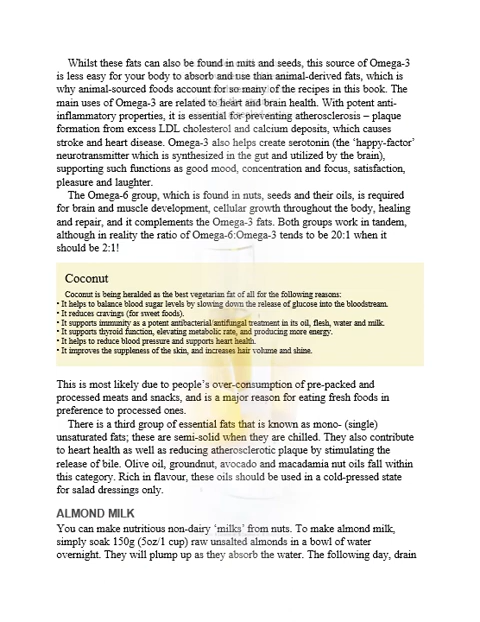 Whilst these fats can also be found in nuts and seeds, this source of Omega-3
is less easy for your body to absorb and use than animal-derived fats, which is
why animal-sourced foods account for so many of the recipes in this book. The
main uses of Omega-3 are related to heart and brain health. With potent anti-
inflammatory properties, it is essential for preventing atherosclerosis – plaque
formation from excess LDL cholesterol and calcium deposits, which causes
stroke and heart disease. Omega-3 also helps create serotonin (the ‘happy-factor’
neurotransmitter which is synthesized in the gut and utilized by the brain),
supporting such functions as good mood, concentration and focus, satisfaction,
pleasure and laughter.
The Omega-6 group, which is found in nuts, seeds and their oils, is required
for brain and muscle development, cellular growth throughout the body, healing
and repair, and it complements the Omega-3 fats. Both groups work in tandem,
although in reality the ratio of Omega-6:Omega-3 tends to be 20:1 when it
should be 2:1!
Coconut
Coconut is being heralded as the best vegetarian fat of all for the following reasons:
• It helps to balance blood sugar levels by slowing down the release of glucose into the bloodstream.
• It reduces cravings (for sweet foods).
• It supports immunity as a potent antibacterial/antifungal treatment in its oil, flesh, water and milk.
• It supports thyroid function, elevating metabolic rate, and producing more energy.
• It helps to reduce blood pressure and supports heart health.
• It improves the suppleness of the skin, and increases hair volume and shine.
This is most likely due to people’s over-consumption of pre-packed and
processed meats and snacks, and is a major reason for eating fresh foods in
preference to processed ones.
There is a third group of essential fats that is known as mono- (single)
unsaturated fats; these are semi-solid when they are chilled. They also contribute
to heart health as well as reducing atherosclerotic plaque by stimulating the
release of bile. Olive oil, groundnut, avocado and macadamia nut oils fall within
this category. Rich in flavour, these oils should be used in a cold-pressed state
for salad dressings only.
ALMOND MILK
You can make nutritious non-dairy ‘milks’ from nuts. To make almond milk,
simply soak 150g (5oz/1 cup) raw unsalted almonds in a bowl of water
overnight. They will plump up as they absorb the water. The following day, drain